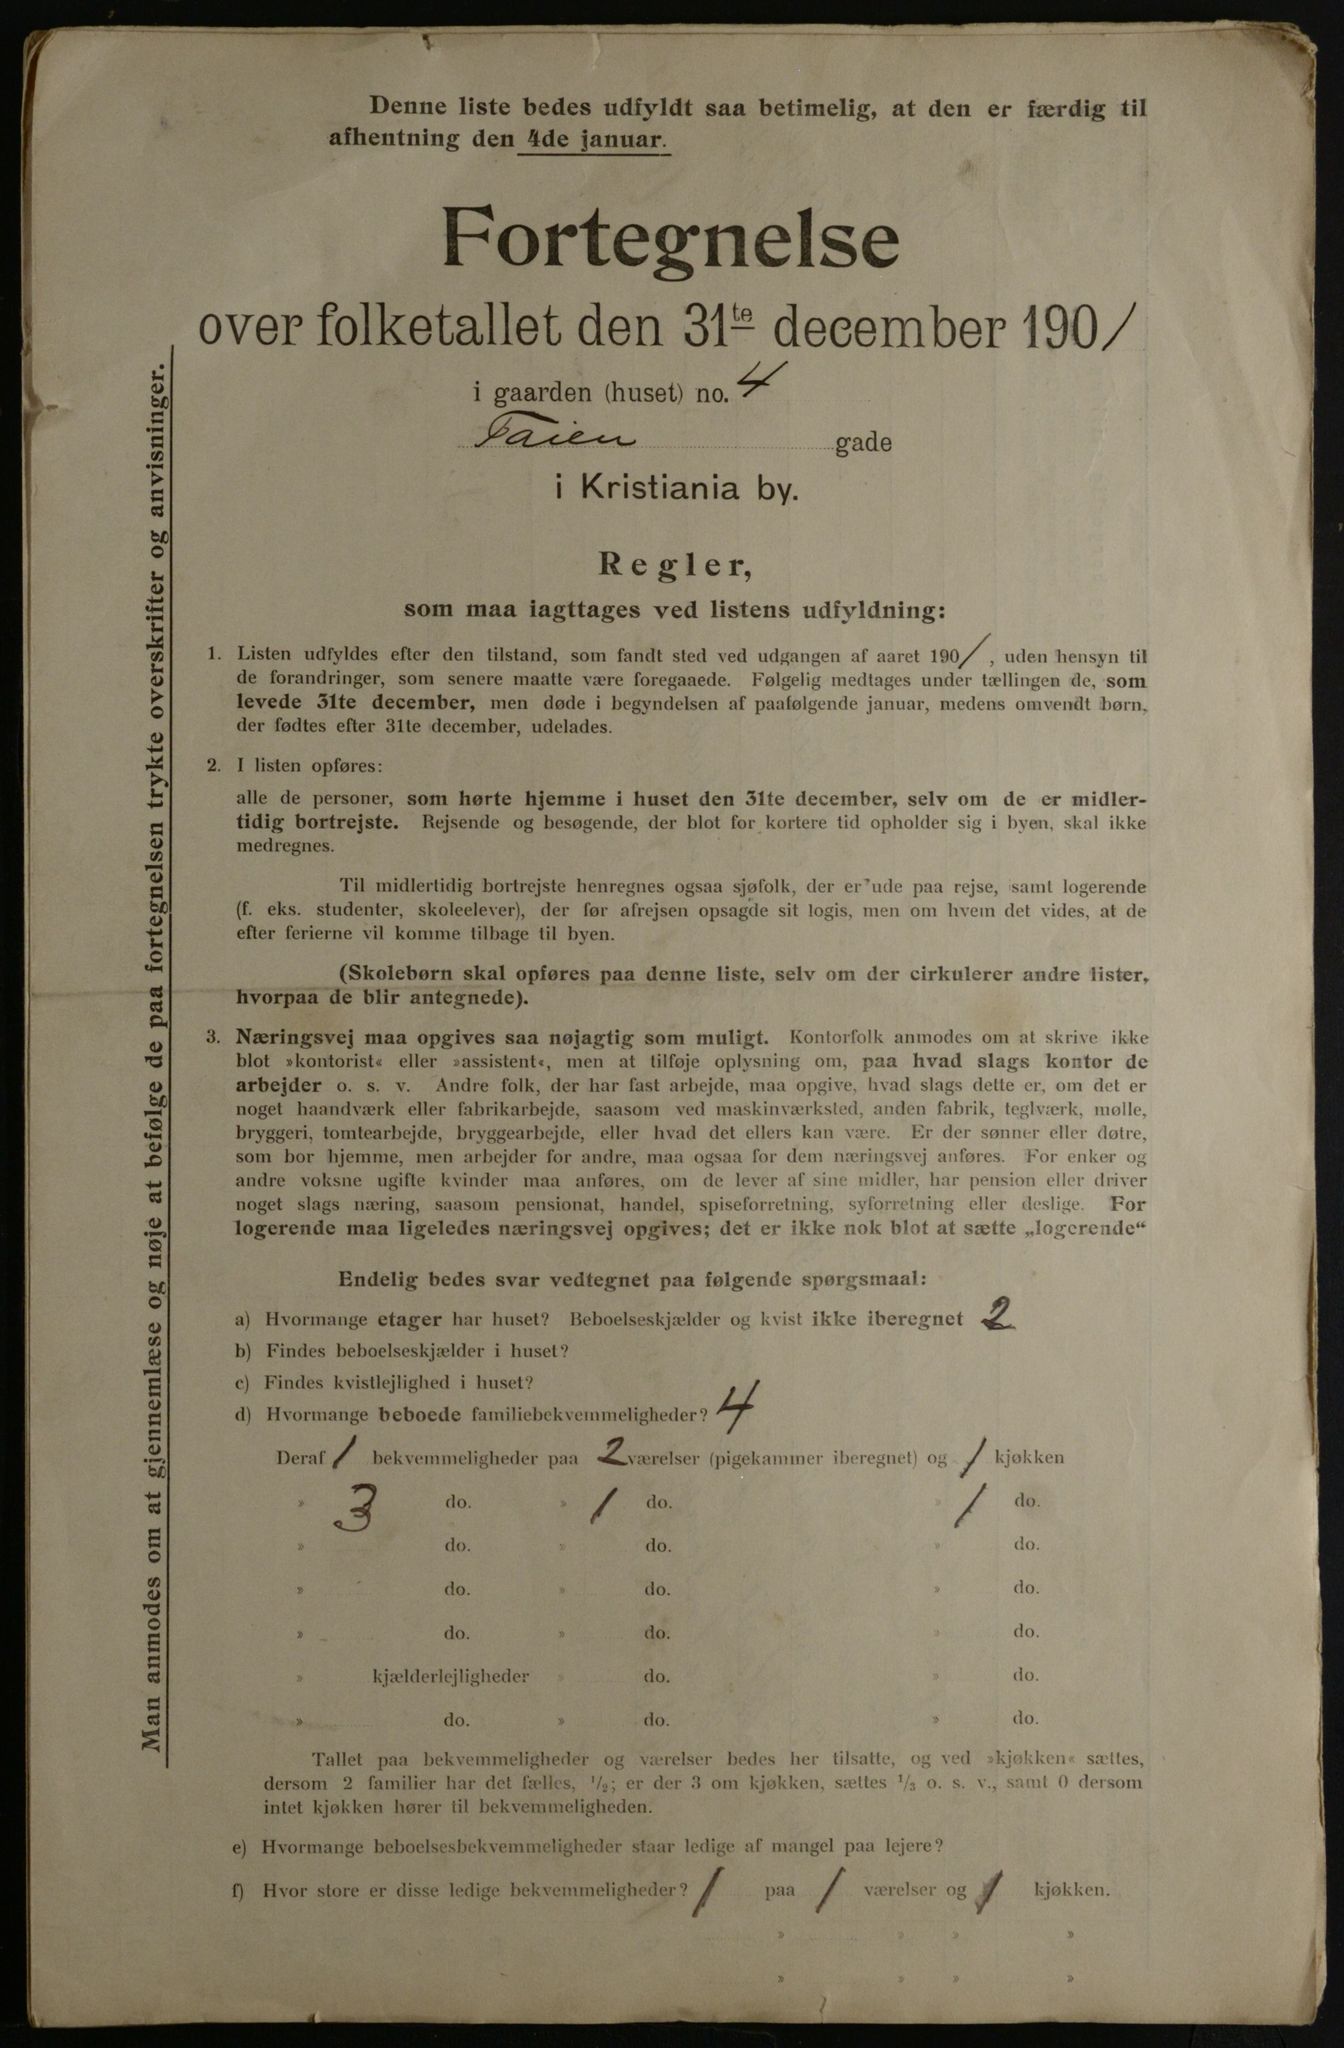 Denne liste bedes udfyldt saa betimelig, at den er færdig til
afhentning den 4de januar.
Fortegnelse
over folketallet den 31te december 1901
i gaarden (huset) no. 4
Taien gade
i Kristiania by.
Regler,
som maa iagttages ved listens udfyldning:
1. Listen udfyldes efter den tilstand, som fandt sted ved udgangen af aaret 1901, uden hensyn til
de forandringer, som senere maatte være foregaaede. Følgelig medtages under tællingen de, som
levede 31te december, men døde i begyndelsen af paafølgende januar, medens omvendt børn,
der fødtes efter 31te december, udelades.
2. I listen opføres:
alle de personer, som hørte hjemme i huset den 31te december, selv om de er midler-
tidig bortrejste. Rejsende og besøgende, der blot for kortere tid opholder sig i byen, skal ikke
medregnes.
Til midlertidig bortrejste henregnes ogsaa sjøfolk, der er ude paa rejse, samt logerende
(f. eks. studenter, skoleelever), der før afrejsen opsagde sit logis, men om hvem det vides, at de
efter ferierne vil komme tilbage til byen.
(Skolebørn skal opføres paa denne liste, selv om der cirkulerer andre lister,
hvorpaa de blir antegnede).
3. Næringsvej maa opgives saa nøjagtig som muligt. Kontorfolk anmodes om at skrive ikke
blot »kontorist« eller »assistent«, men at tilføje oplysning om, paa hvad slags kontor de
arbejder o. s. v. Andre folk, der har fast arbejde, maa opgive, hvad slags dette er, om det er
noget haandværk eller fabrikarbejde, saasom ved maskinværksted, anden fabrik, teglværk, mølle,
bryggeri, tomtearbejde, bryggearbejde, eller hvad det ellers kan være. Er der sønner eller døtre,
som bor hjemme, men arbejder for andre, maa ogsaa for dem næringsvej anføres. For enker og
andre voksne ugifte kvinder maa anføres, om de lever af sine midler, har pension eller driver
noget slags næring, saasom pensionat, handel, spiseforretning, syforretning eller deslige. For
logerende maa ligeledes næringsvej opgives; det er ikke nok blot at sætte „logerende“
Endelig bedes svar vedtegnet paa følgende spørgsmaal:
a) Hvormange etager har huset? Beboelseskjælder og kvist ikke iberegnet 2
b) Findes beboelseskjælder i huset?
c) Findes kvistlejlighed i huset?
d) Hvormange beboede familiebekvemmeligheder? 4
Deraf 1 bekvemmeligheder paa 2 værelser (pigekammer iberegnet) og 1 kjøkken
» 3 do. » 1 do. » 1 do.
» do. » do. » do.
» do. » do. » do.
» do. » do. » do.
» kjælderlejligheder » do. » do.
» do. » do. » do.
Tallet paa bekvemmeligheder og værelser bedes her tilsatte, og ved »kjøkken« sættes,
dersom 2 familier har det fælles, 1/2; er der 3 om kjøkken, sættes 1/3 o. s. v., samt 0 dersom
intet kjøkken hører til bekvemmeligheden.
e) Hvormange beboelsesbekvemmeligheder staar ledige af mangel paa lejere?
f) Hvor store er disse ledige bekvemmeligheder? 1 paa 1 værelser og 1 kjøkken.
» » » »
» » » »
Man anmodes om at gjennemlæse og nøje at befølge de paa fortegnelsen trykte overskrifter og anvisninger.